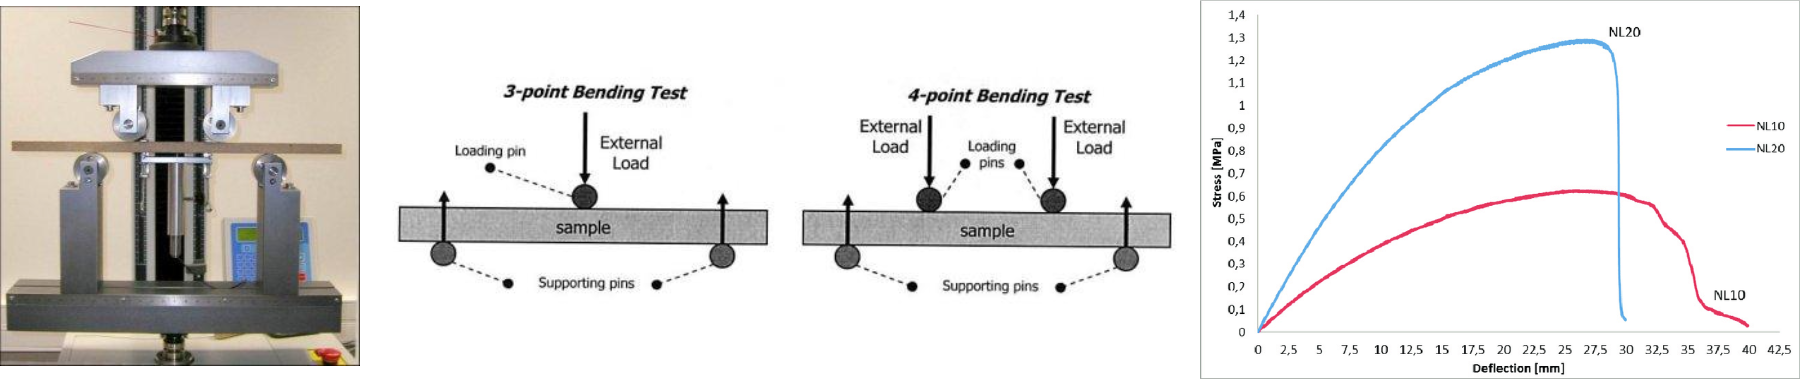 3-point Bending Test
External
Load
Loading pin
sample
Supporting pins
4-point Bending Test
External
Load
Loading
pins
External
Load
sample
Supporting pins
1,4
1,3
1,2
1,1
1
0,9
0,8
0,7
0,6
0,5
0,4
0,3
0,2
0,1
0
Stress [MPa]
0 2,5 5 7,5 10 12,5 15 17,5 20 22,5 25 27,5 30 32,5 35 37,5 40 42,5
Deflection [mm]
NL20
NL10
NL10
NL20